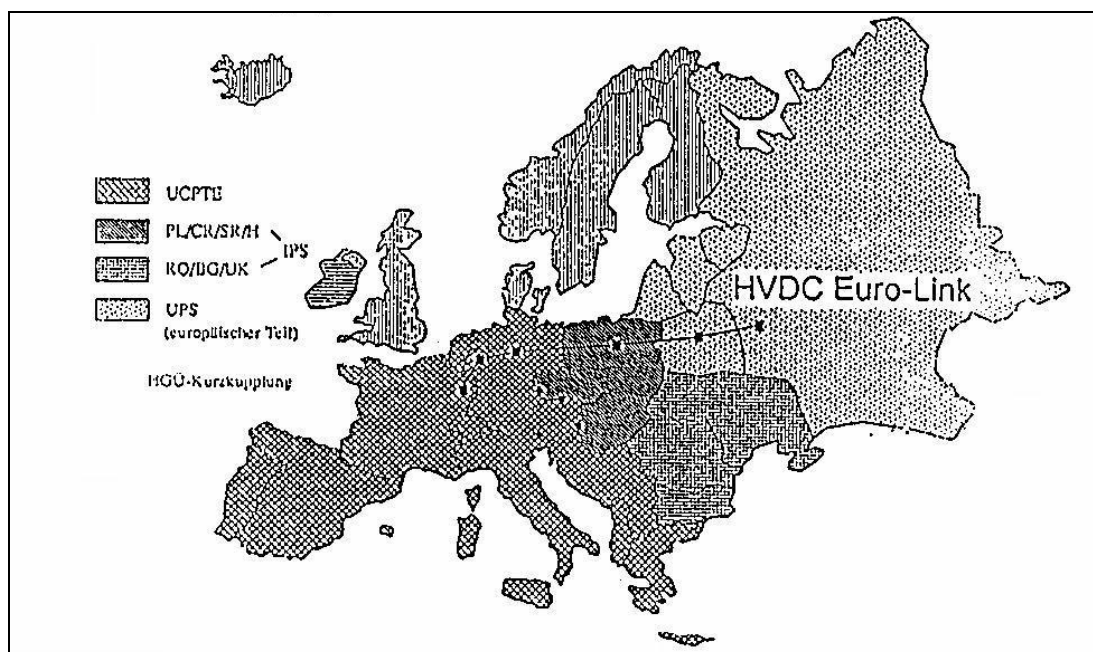 UCPTE
PL/CR/SR/H
IPS
RO/BG/UK
UPS
(europäischer Teil)
HGÜ-Kurzkupplung
HVDC Euro-Link